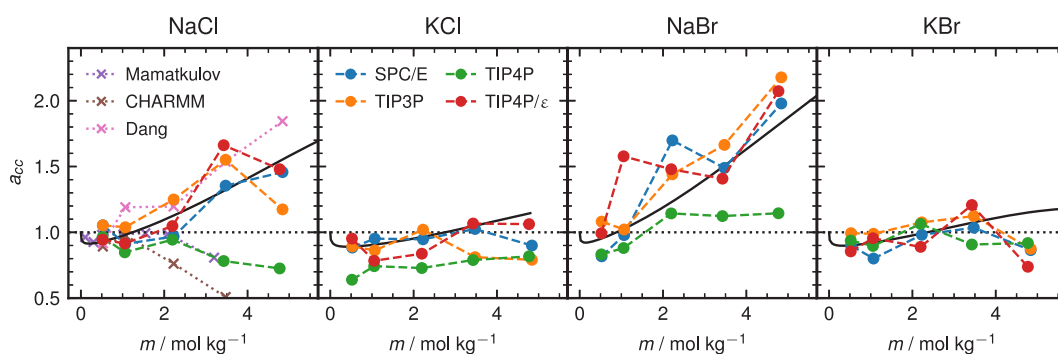 NaCl KCl NaBr KBr
Mamatkulov
CHARMM
Dang
SPC/E TIP4P
TIP3P TIP4P/ε
a_cc
2.0
1.5
1.0
0.5
0 2 4 0 2 4 0 2 4 0 2 4
m / mol kg⁻¹ m / mol kg⁻¹ m / mol kg⁻¹ m / mol kg⁻¹